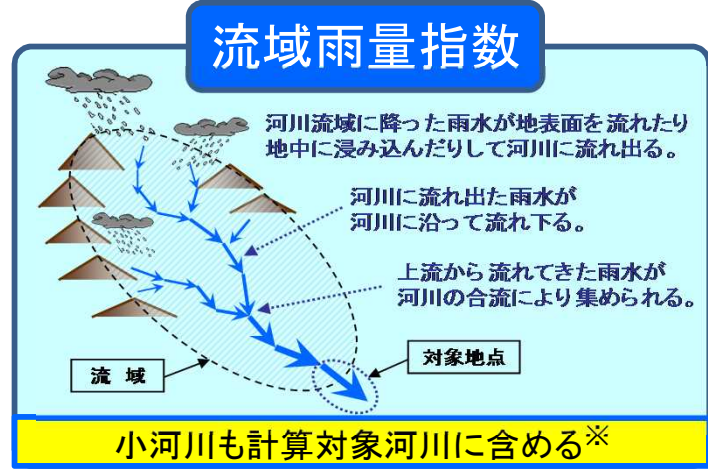 流域雨量指数
河川流域に降った雨水が地表面を流れたり
地中に浸み込んだりして河川に流れ出る。
河川に流れ出た雨水が
河川に沿って流れ下る。
上流から流れてきた雨水が
河川の合流により集められる。
対象地点
流 域
小河川も計算対象河川に含める※